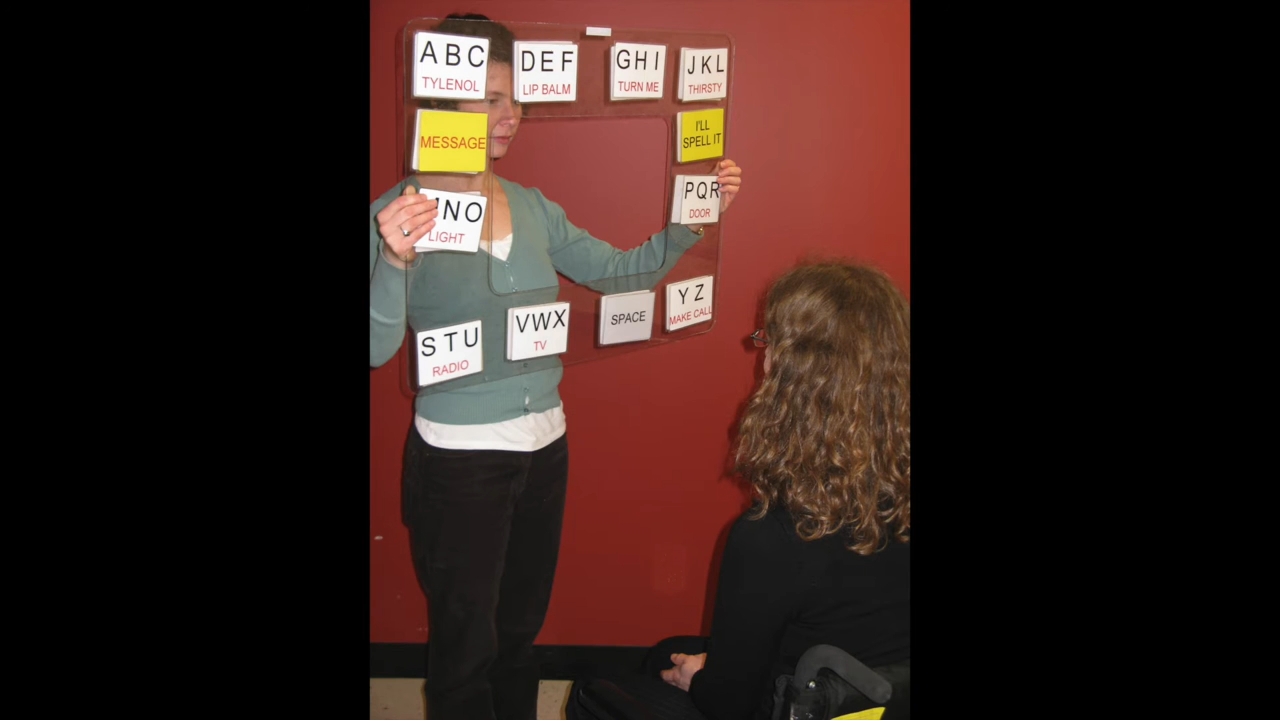 ABC
TYLENOL
DEF
LIP BALM
GHI
TURN ME
JKL
THIRSTY
MESSAGE
I'LL
SPELL IT
NO
LIGHT
PQR
DOOR
STU
RADIO
VWX
TV
SPACE
YZ
MAKE CALL